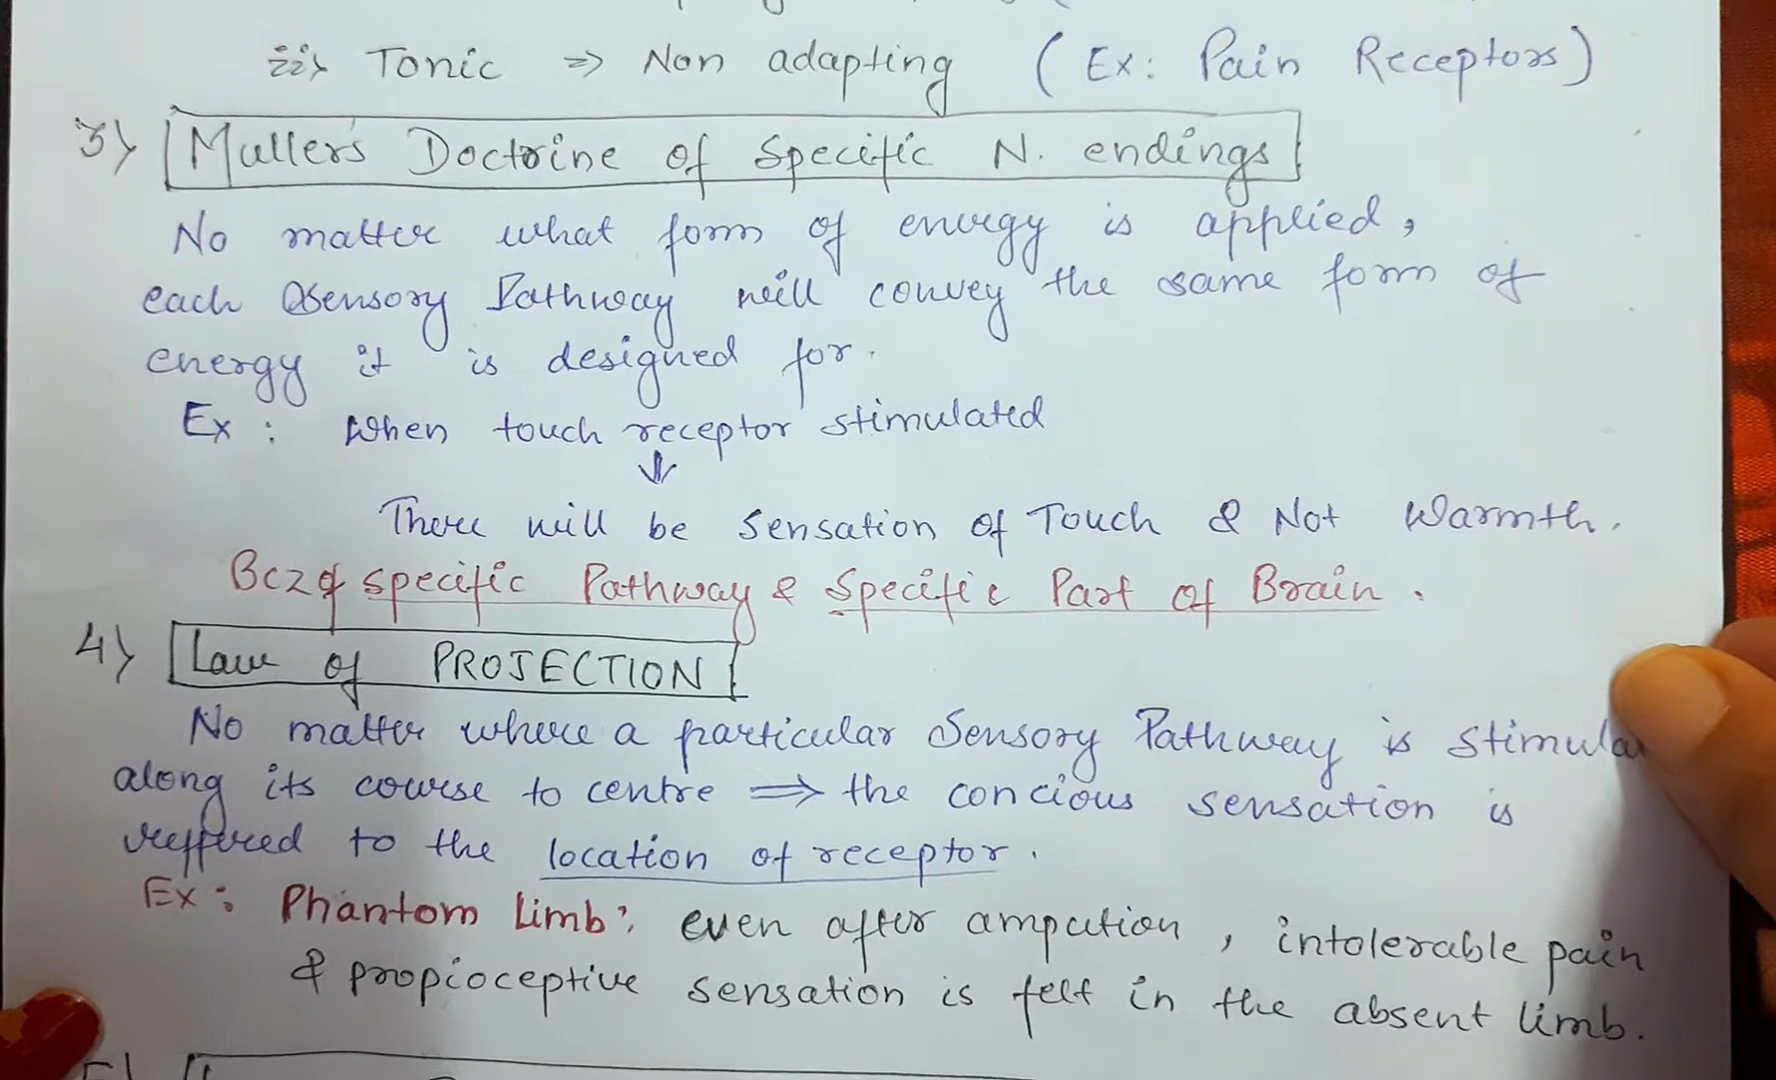 ii> Tonic => Non adapting (Ex: Pain Receptors)
3> Muller's Doctrine of Specific N. endings
No matter what form of energy is applied,
each sensory Pathway will convey the same form of
energy it is designed for.
Ex: When touch receptor stimulated
↓
There will be sensation of Touch & Not Warmth.
Bcz of specific Pathway & Specific Part of Brain.
4> Law of PROJECTION
No matter where a particular Sensory Pathway is stimula
along its course to centre => the concious sensation is
reffered to the location of receptor.
Ex: Phantom Limb: even after ampution, intolerable pain
& propioceptive sensation is felt in the absent limb.